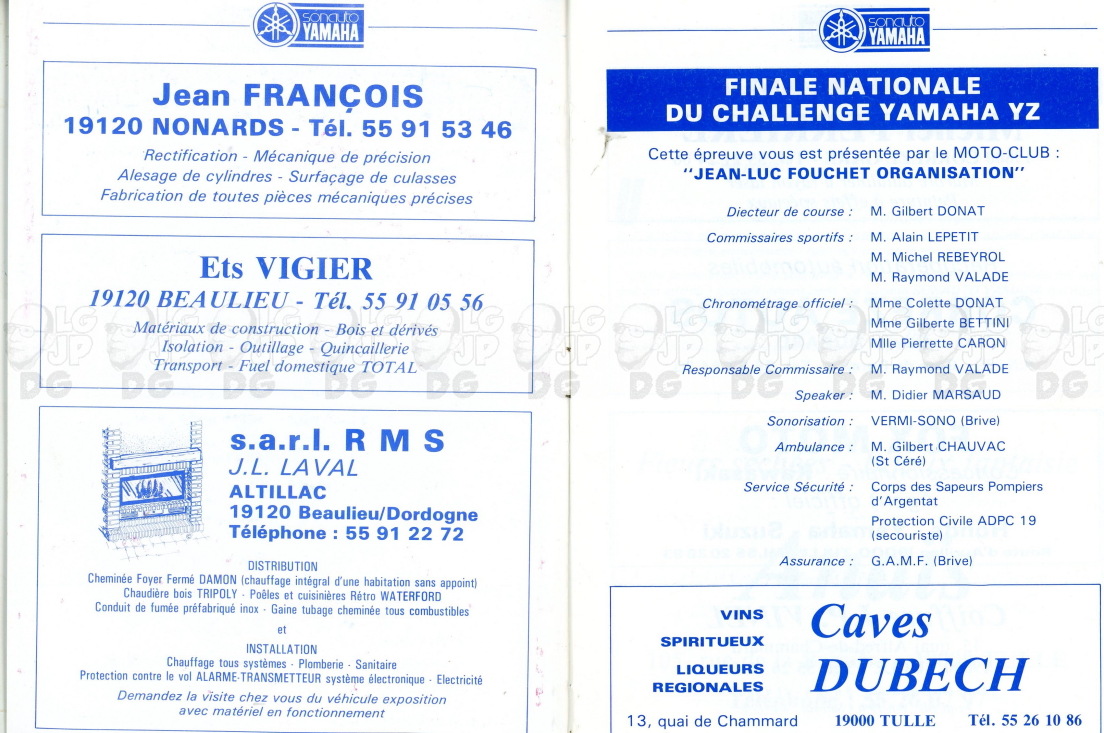 sonauto
YAMAHA
Jean FRANÇOIS
19120 NONARDS - Tél. 55 91 53 46
Rectification - Mécanique de précision
Alesage de cylindres - Surfaçage de culasses
Fabrication de toutes pièces mécaniques précises
Ets VIGIER
19120 BEAULIEU - Tél. 55 91 05 56
Matériaux de construction - Bois et dérivés
Isolation - Outillage - Quincaillerie
Transport - Fuel domestique TOTAL
s.a.r.l. R M S
J.L. LAVAL
ALTILLAC
19120 Beaulieu/Dordogne
Téléphone : 55 91 22 72
DISTRIBUTION
Cheminée Foyer Fermé DAMON (chauffage intégral d'une habitation sans appoint)
Chaudière bois TRIPOLY - Poêles et cuisinières Rétro WATERFORD
Conduit de fumée préfabriqué inox - Gaine tubage cheminée tous combustibles
et
INSTALLATION
Chauffage tous systèmes - Plomberie - Sanitaire
Protection contre le vol ALARME-TRANSMETTEUR système électronique - Electricité
Demandez la visite chez vous du véhicule exposition
avec matériel en fonctionnement
sonauto
YAMAHA
FINALE NATIONALE
DU CHALLENGE YAMAHA YZ
Cette épreuve vous est présentée par le MOTO-CLUB :
''JEAN-LUC FOUCHET ORGANISATION''
Diecteur de course : M. Gilbert DONAT
Commissaires sportifs : M. Alain LEPETIT
M. Michel REBEYROL
M. Raymond VALADE
Chronométrage officiel : Mme Colette DONAT
Mme Gilberte BETTINI
Mlle Pierrette CARON
Responsable Commissaire : M. Raymond VALADE
Speaker : M. Didier MARSAUD
Sonorisation : VERMI-SONO (Brive)
Ambulance : M. Gilbert CHAUVAC
(St Céré)
Service Sécurité : Corps des Sapeurs Pompiers
d'Argentat
Protection Civile ADPC 19
(secouriste)
Assurance : G.A.M.F. (Brive)
VINS
SPIRITUEUX
LIQUEURS
REGIONALES
Caves
DUBECH
13, quai de Chammard 19000 TULLE Tél. 55 26 10 86
LG JP DG